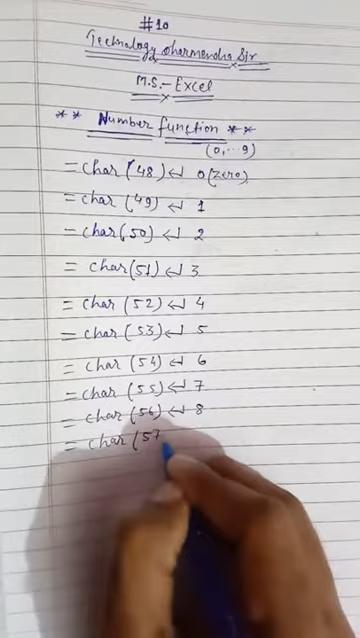 #10
Technology Dharmendra Sir
M.S.-Excel
** Number function **
(0,...9)
= char (48) ↵ 0 (zero)
= char (49) ↵ 1
= char (50) ↵ 2
= char (51) ↵ 3
= char (52) ↵ 4
= char (53) ↵ 5
= char (54) ↵ 6
= char (55) ↵ 7
= char (56) ↵ 8
= char (57